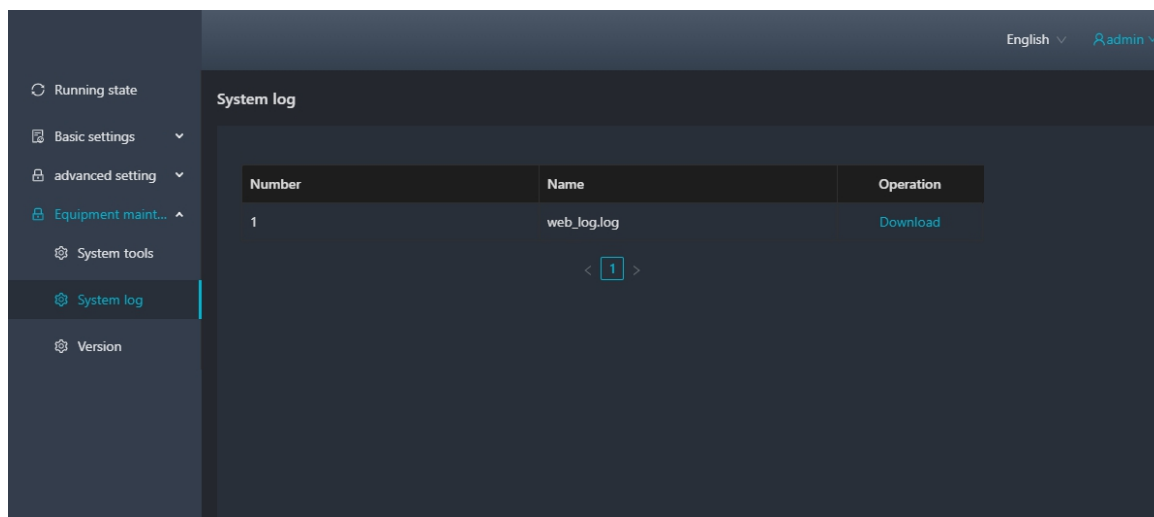 English admin
Running state
Basic settings
advanced setting
Equipment maint...
System tools
System log
Version
System log
Number Name Operation
1 web_log.log Download
< 1 >